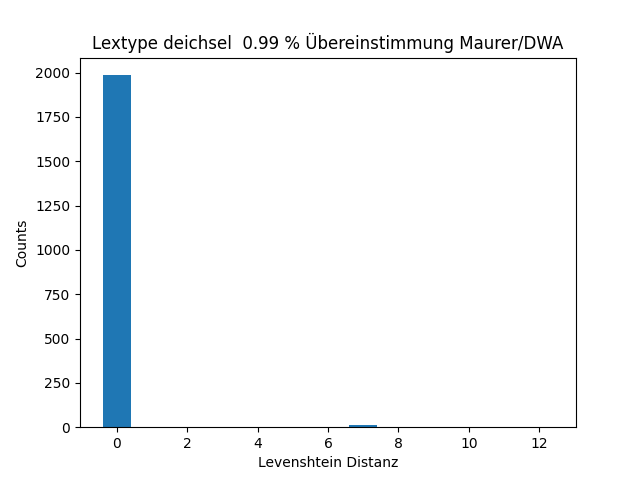 Lextype deichsel  0.99 % Übereinstimmung Maurer/DWA
2000
1750
1500
1250
1000
750
500
250
0
Counts
0 2 4 6 8 10 12
Levenshtein Distanz